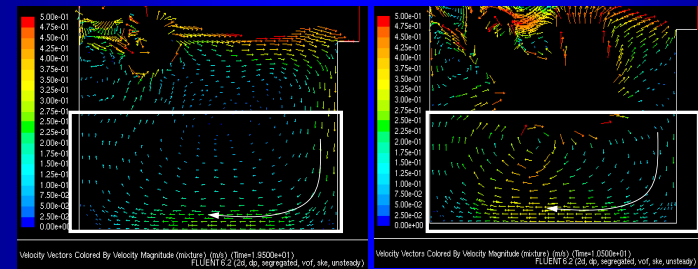 5.00e-01
4.75e-01
4.50e-01
4.25e-01
4.00e-01
3.75e-01
3.50e-01
3.25e-01
3.00e-01
2.75e-01
2.50e-01
2.25e-01
2.00e-01
1.75e-01
1.50e-01
1.25e-01
1.00e-01
7.50e-02
5.00e-02
2.50e-02
0.00e+00
Velocity Vectors Colored By Velocity Magnitude (mixture) (m/s) (Time=1.9500e+01)
FLUENT 6.2 (2d, dp, segregated, vof, ske, unsteady)
5.00e-01
4.75e-01
4.50e-01
4.25e-01
4.00e-01
3.75e-01
3.50e-01
3.25e-01
3.00e-01
2.75e-01
2.50e-01
2.25e-01
2.00e-01
1.75e-01
1.50e-01
1.25e-01
1.00e-01
7.50e-02
5.00e-02
2.50e-02
0.00e+00
Velocity Vectors Colored By Velocity Magnitude (mixture) (m/s) (Time=1.0500e+01)
FLUENT 6.2 (2d, dp, segregated, vof, ske, unsteady)